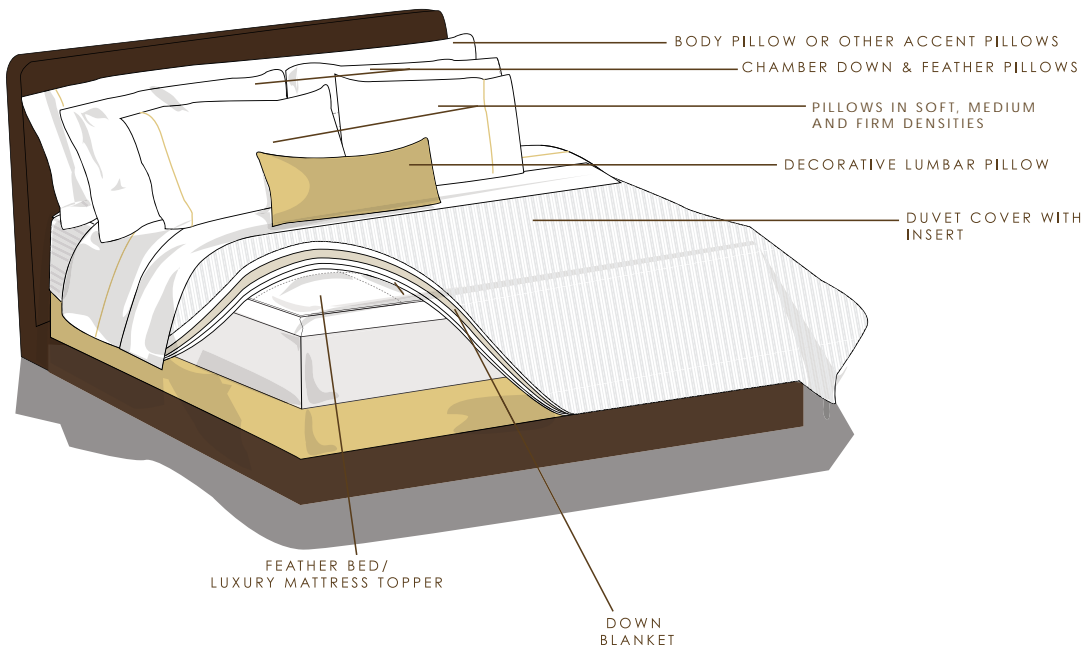 BODY PILLOW OR OTHER ACCENT PILLOWS
CHAMBER DOWN & FEATHER PILLOWS
PILLOWS IN SOFT, MEDIUM
AND FIRM DENSITIES
DECORATIVE LUMBAR PILLOW
DUVET COVER WITH
INSERT
FEATHER BED/
LUXURY MATTRESS TOPPER
DOWN
BLANKET